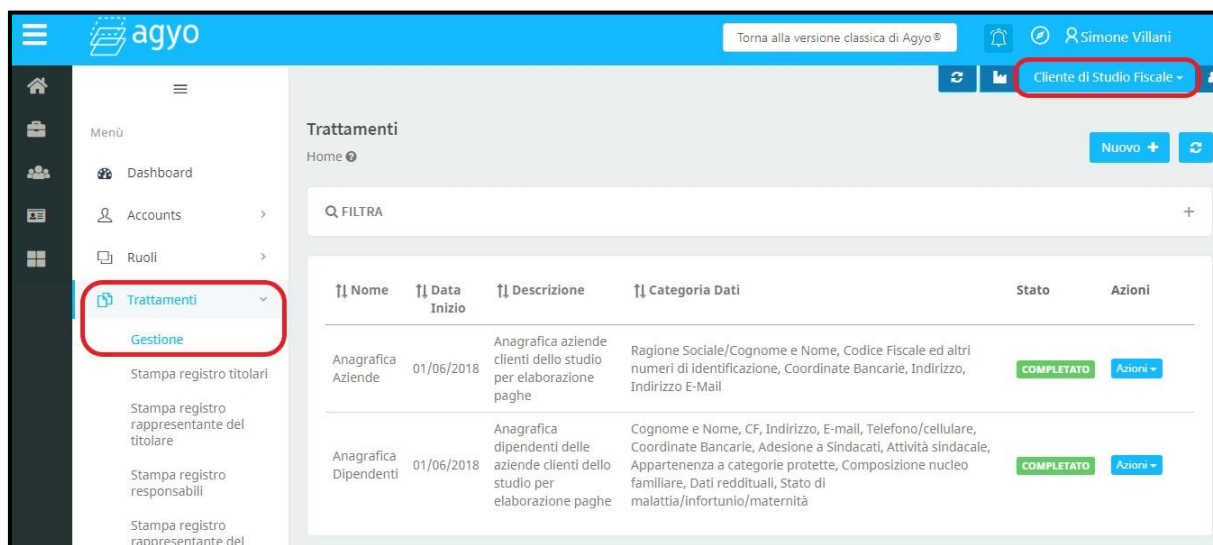 agyo
Torna alla versione classica di Agyo®
Simone Villani
Cliente di Studio Fiscale
Menù
Dashboard
Accounts
Ruoli
Trattamenti
Gestione
Stampa registro titolari
Stampa registro
rappresentante del
titolare
Stampa registro
responsabili
Stampa registro
rappresentante del
Trattamenti
Home
Nuovo +
FILTRA
+
Nome
Data
Inizio
Descrizione
Categoria Dati
Stato
Azioni
Anagrafica
Aziende
01/06/2018
Anagrafica aziende
clienti dello studio
per elaborazione
paghe
Ragione Sociale/Cognome e Nome, Codice Fiscale ed altri
numeri di identificazione, Coordinate Bancarie, Indirizzo,
Indirizzo E-Mail
COMPLETATO
Azioni
Anagrafica
Dipendenti
01/06/2018
Anagrafica
dipendenti delle
aziende clienti dello
studio per
elaborazione paghe
Cognome e Nome, CF, Indirizzo, E-mail, Telefono/cellulare,
Coordinate Bancarie, Adesione a Sindacati, Attività sindacale,
Appartenenza a categorie protette, Composizione nucleo
familiare, Dati reddituali, Stato di
malattia/infortunio/maternità
COMPLETATO
Azioni